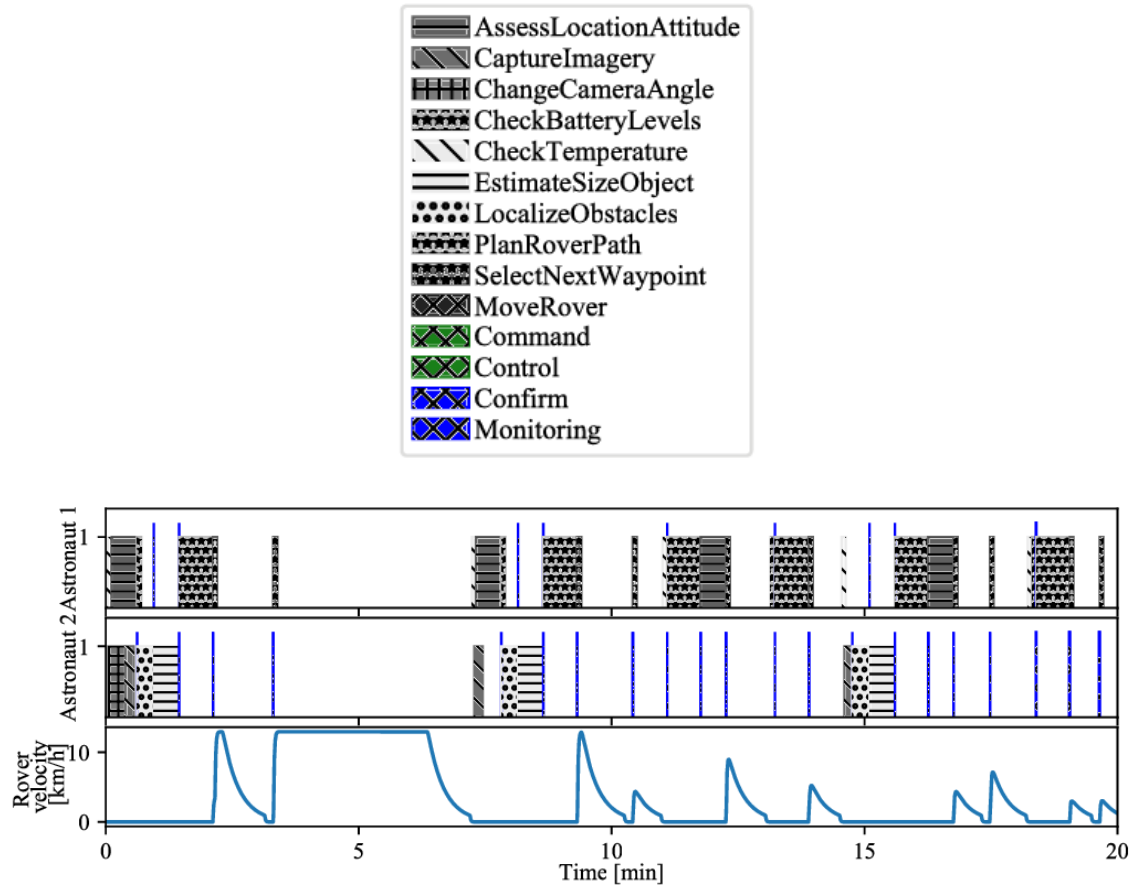 AssessLocationAttitude
CaptureImagery
ChangeCameraAngle
CheckBatteryLevels
CheckTemperature
EstimateSizeObject
LocalizeObstacles
PlanRoverPath
SelectNextWaypoint
MoveRover
Command
Control
Confirm
Monitoring
Astronaut 1
1
Astronaut 2
1
Rover
velocity
[km/h]
10
0
0 5 10 15 20
Time [min]